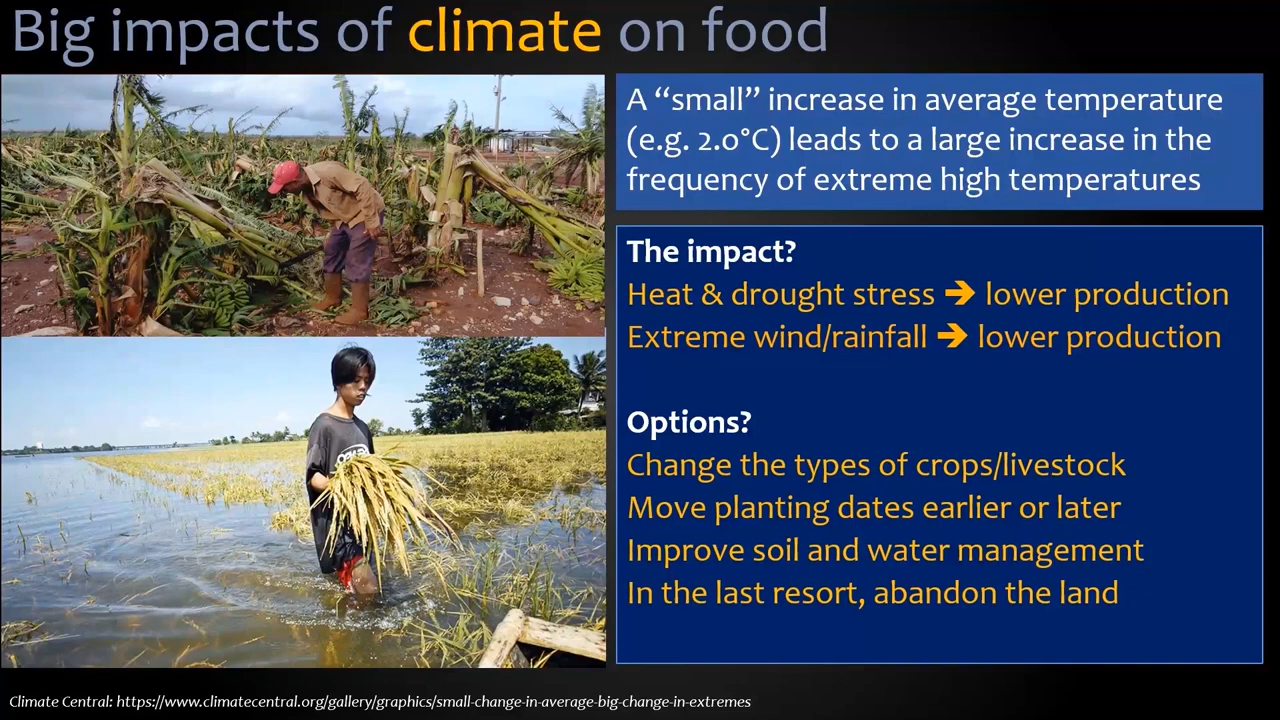 Big impacts of climate on food
A “small” increase in average temperature
(e.g. 2.0°C) leads to a large increase in the
frequency of extreme high temperatures
The impact?
Heat & drought stress ➔ lower production
Extreme wind/rainfall ➔ lower production
Options?
Change the types of crops/livestock
Move planting dates earlier or later
Improve soil and water management
In the last resort, abandon the land
Climate Central: https://www.climatecentral.org/gallery/graphics/small-change-in-average-big-change-in-extremes